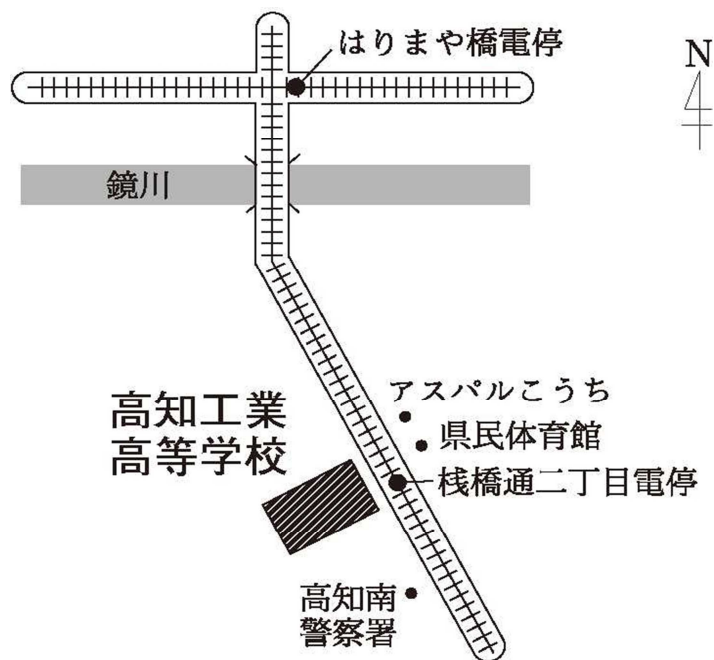 はりまや橋電停
N
鏡川
アスパルこうち
高知工業
高等学校
県民体育館
桟橋通二丁目電停
高知南
警察署